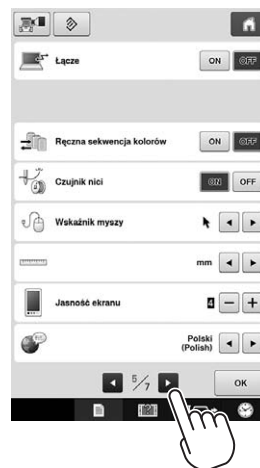 Łącze ON OFF
Ręczna sekwencja kolorów ON OFF
Czujnik nici ON OFF
Wskaźnik myszy
mm
Jasność ekranu 4 − +
Polski
(Polish)
5/7 OK